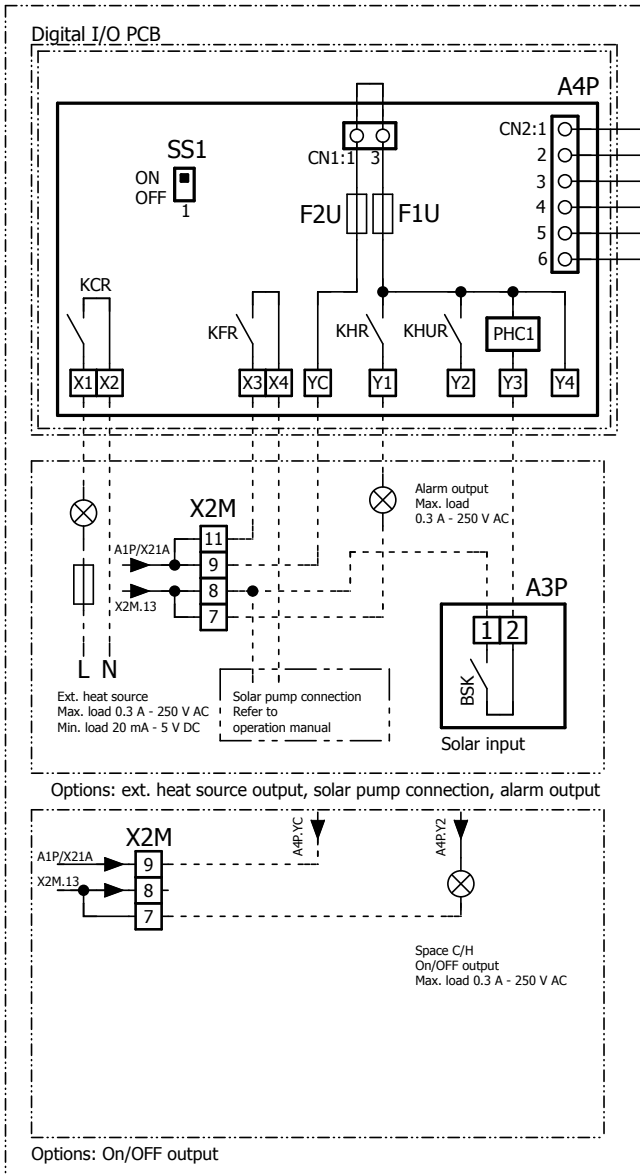 Digital I/O PCB
A4P
SS1
ON
OFF
1
CN1:1 3
CN2:1
2
3
4
5
6
F2U
F1U
KCR
KFR
KHR
KHUR
PHC1
X1 X2 X3 X4 YC Y1 Y2 Y3 Y4
X2M
11
9
8
7
A1P/X21A
X2M.13
Alarm output
Max. load
0.3 A - 250 V AC
A3P
1 2
BSK
Solar input
L N
Ext. heat source
Max. load 0.3 A - 250 V AC
Min. load 20 mA - 5 V DC
Solar pump connection
Refer to
operation manual
Options: ext. heat source output, solar pump connection, alarm output
X2M
A1P/X21A
9
X2M.13
8
7
A4P.YC
A4P.Y2
Space C/H
On/OFF output
Max. load 0.3 A - 250 V AC
Options: On/OFF output